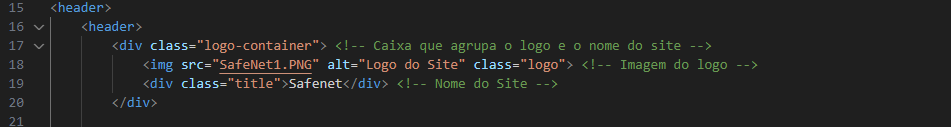 15 <header>
16 <header>
17 <div class="logo-container"> <!-- Caixa que agrupa o logo e o nome do site -->
18 <img src="SafeNet1.PNG" alt="Logo do Site" class="logo"> <!-- Imagem do logo -->
19 <div class="title">Safenet</div> <!-- Nome do Site -->
20 </div>
21